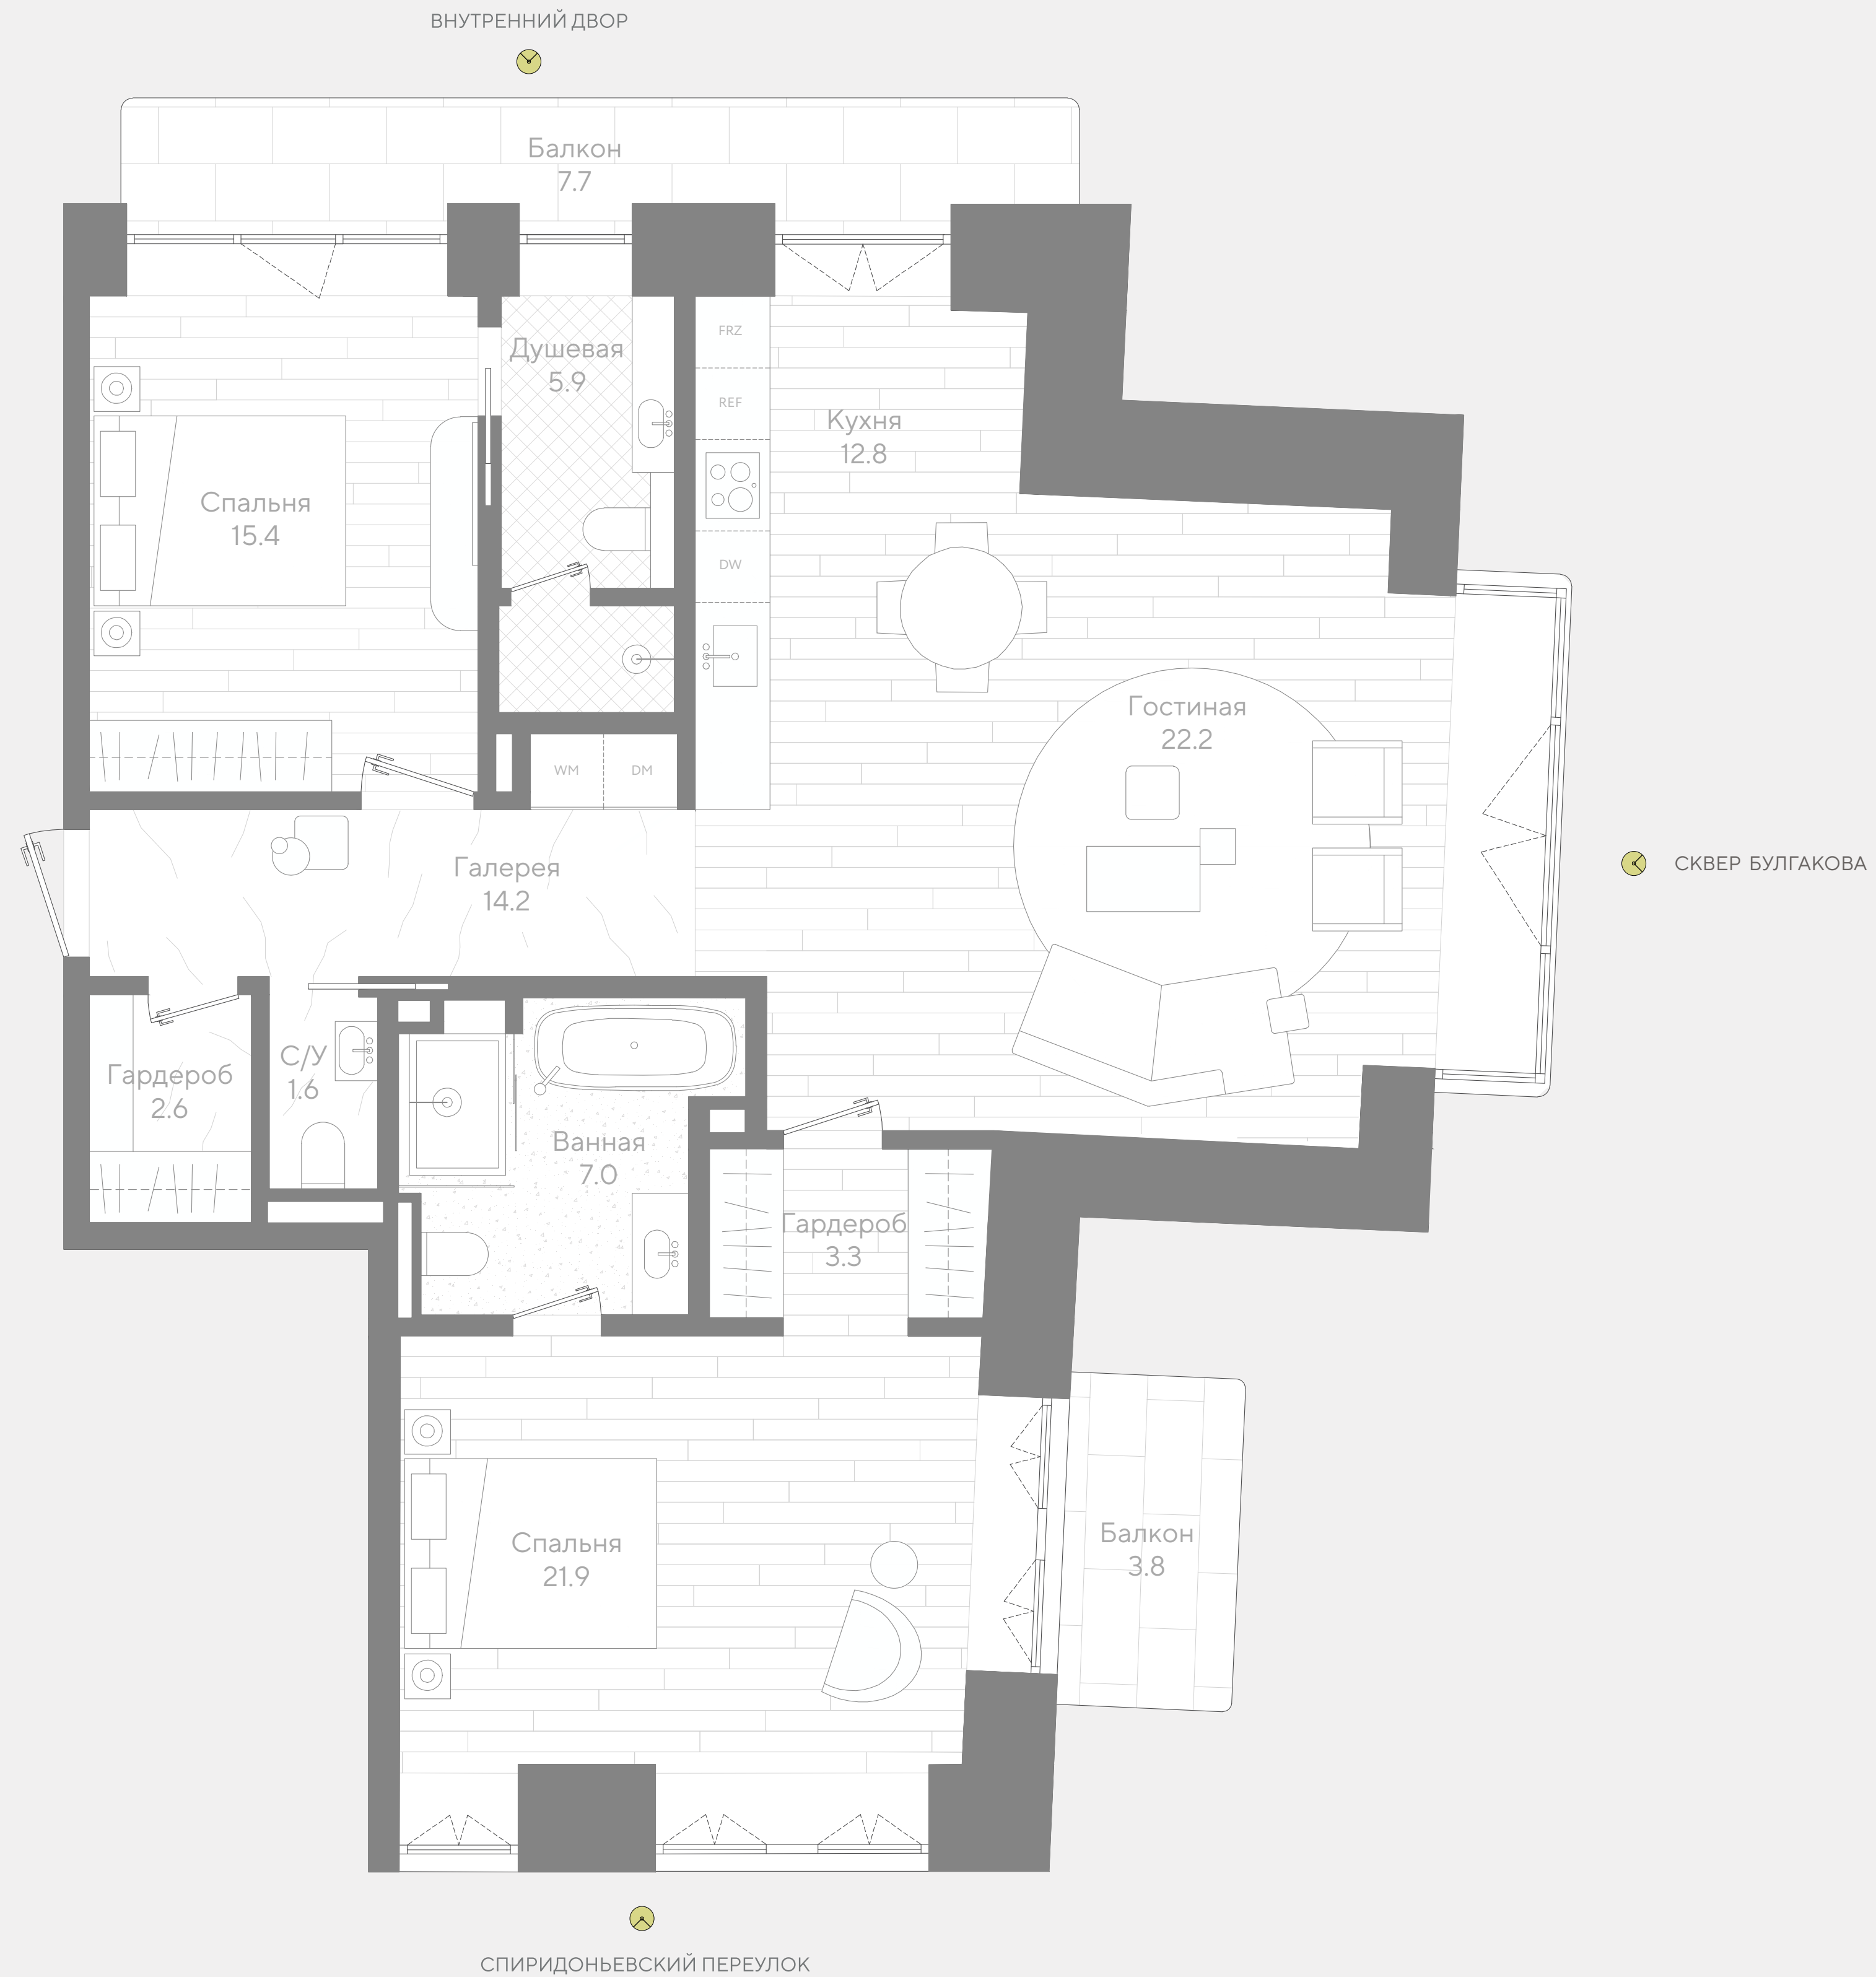 ВНУТРЕННИЙ ДВОР
Балкон
7.7
Душевая
5.9
FRZ
REF
Кухня
12.8
Спальня
15.4
DW
Гостиная
22.2
WM
DM
Галерея
14.2
СКВЕР БУЛГАКОВА
С/У
1.6
Гардероб
2.6
Ванная
7.0
Гардероб
3.3
Спальня
21.9
Балкон
3.8
СПИРИДОНЬЕВСКИЙ ПЕРЕУЛОК